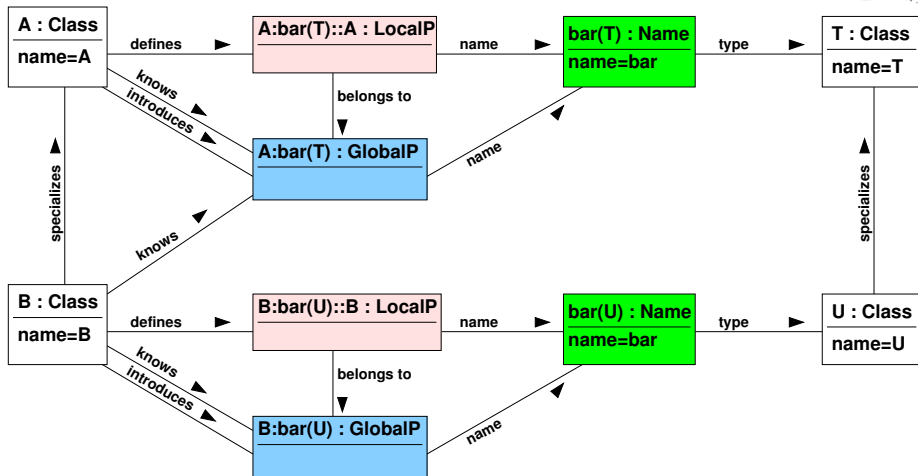 A : Class
name=A
defines
A:bar(T)::A : LocalP
name
bar(T) : Name
name=bar
type
T : Class
name=T
knows
introduces
belongs to
A:bar(T) : GlobalP
name
specializes
knows
specializes
B : Class
name=B
defines
B:bar(U)::B : LocalP
name
bar(U) : Name
name=bar
type
U : Class
name=U
knows
introduces
belongs to
B:bar(U) : GlobalP
name